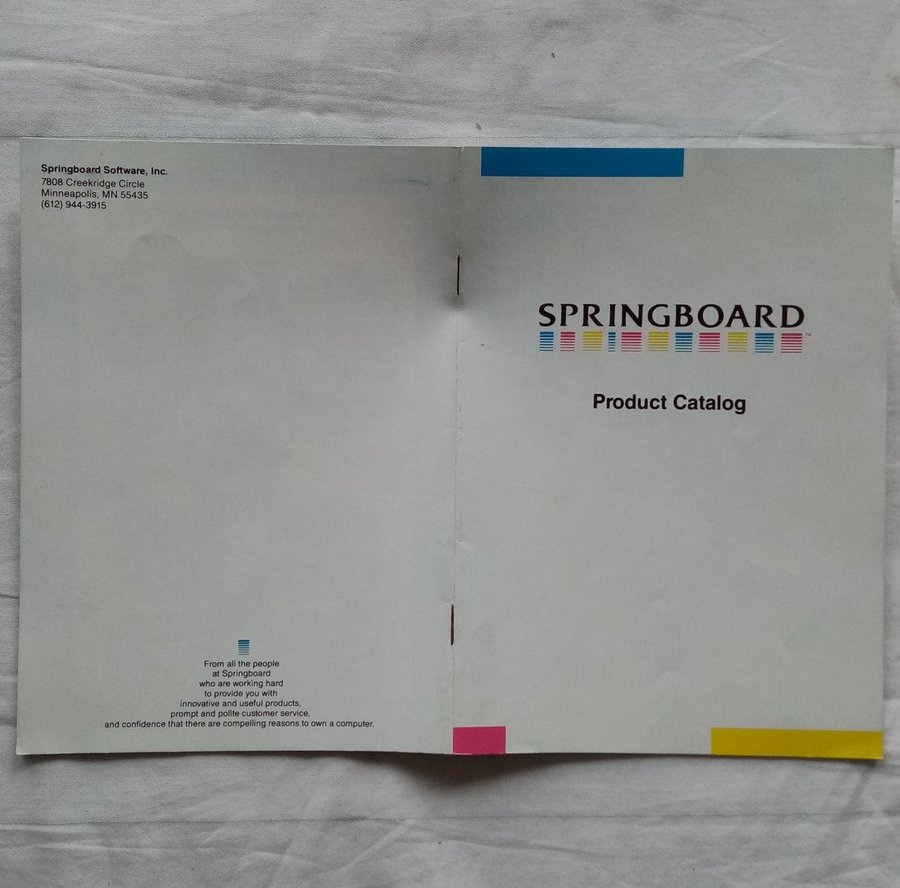 Springboard Software, Inc.
7808 Creekridge Circle
Minneapolis, MN 55435
(612) 944-3915
From all the people
at Springboard
who are working hard
to provide you with
innovative and useful products,
prompt and polite customer service,
and confidence that there are compelling reasons to own a computer.
SPRINGBOARD™
Product Catalog